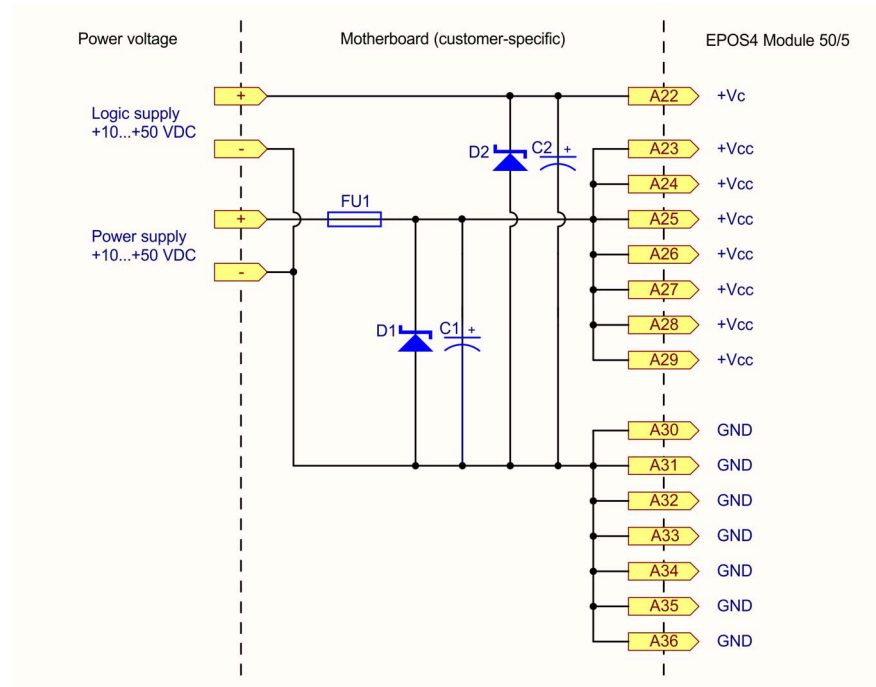 Power voltage
Motherboard (customer-specific)
EPOS4 Module 50/5
+
A22
+Vc
Logic supply
+10...+50 VDC
-
D2
C2
+
A23
+Vcc
A24
+Vcc
+
FU1
A25
+Vcc
Power supply
+10...+50 VDC
-
A26
+Vcc
A27
+Vcc
D1
C1
+
A28
+Vcc
A29
+Vcc
A30
GND
A31
GND
A32
GND
A33
GND
A34
GND
A35
GND
A36
GND